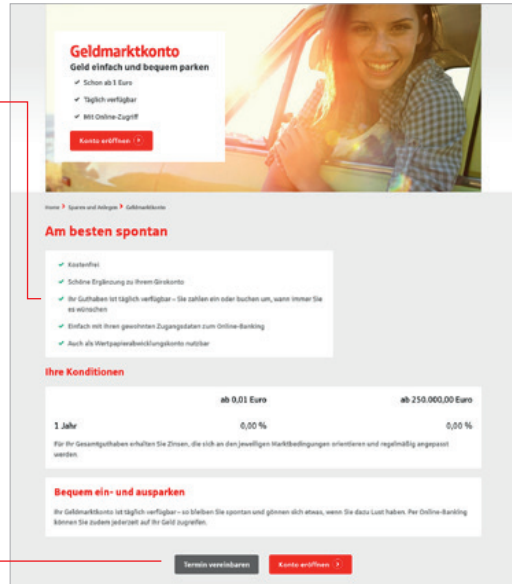 Geldmarktkonto
Geld einfach und bequem parken
Schon ab 1 Euro
Täglich verfügbar
Mit Online-Zugriff
Konto eröffnen
Home > Sparen und Anlegen > Geldmarktkonto
Am besten spontan
Kostenfrei
Schöne Ergänzung zu Ihrem Girokonto
Ihr Guthaben ist täglich verfügbar – Sie zahlen ein oder buchen um, wann immer Sie
es wünschen
Einfach mit Ihren gewohnten Zugangsdaten zum Online-Banking
Auch als Wertpapierabwicklungskonto nutzbar
Ihre Konditionen
ab 0,01 Euro ab 250.000,00 Euro
1 Jahr 0,00 % 0,00 %
Für Ihr Gesamtguthaben erhalten Sie Zinsen, die sich an den jeweiligen Marktbedingungen orientieren und regelmäßig angepasst
werden.
Bequem ein- und ausparken
Ihr Geldmarktkonto ist täglich verfügbar – so bleiben Sie spontan und gönnen sich etwas, wenn Sie dazu Lust haben. Per Online-Banking
können Sie zudem jederzeit auf Ihr Geld zugreifen.
Termin vereinbaren Konto eröffnen